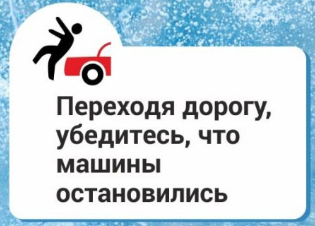 Переходя дорогу,
убедитесь, что
машины
остановились